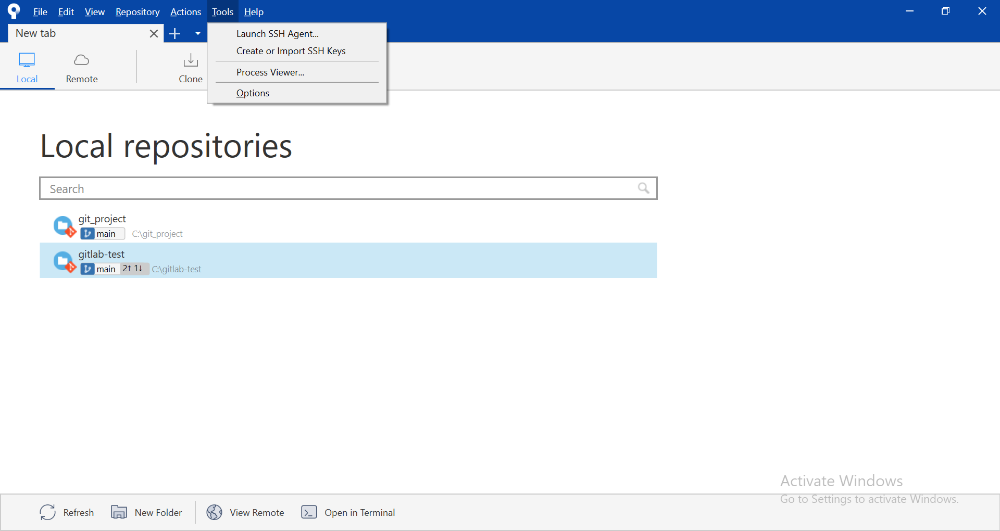 File Edit View Repository Actions Tools Help
New tab
Launch SSH Agent...
Create or Import SSH Keys
Process Viewer...
Options
Local Remote Clone
Local repositories
Search
git_project
main C:\git_project
gitlab-test
main 2↑ 1↓ C:\gitlab-test
Activate Windows
Go to Settings to activate Windows.
Refresh New Folder View Remote Open in Terminal